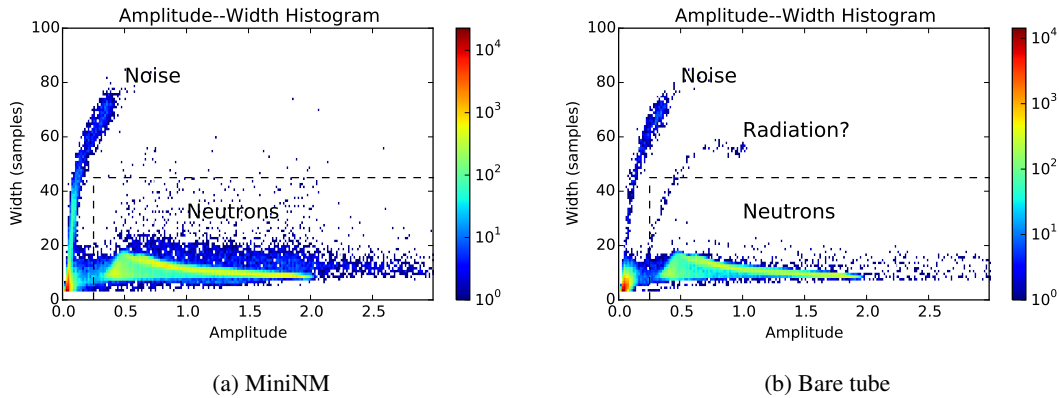 Amplitude--Width Histogram
Noise
Neutrons
Width (samples)
100
80
60
40
20
0
0.0 0.5 1.0 1.5 2.0 2.5
Amplitude
10^4
10^3
10^2
10^1
10^0
(a) MiniNM
Amplitude--Width Histogram
Noise
Radiation?
Neutrons
Width (samples)
100
80
60
40
20
0
0.0 0.5 1.0 1.5 2.0 2.5
Amplitude
10^4
10^3
10^2
10^1
10^0
(b) Bare tube